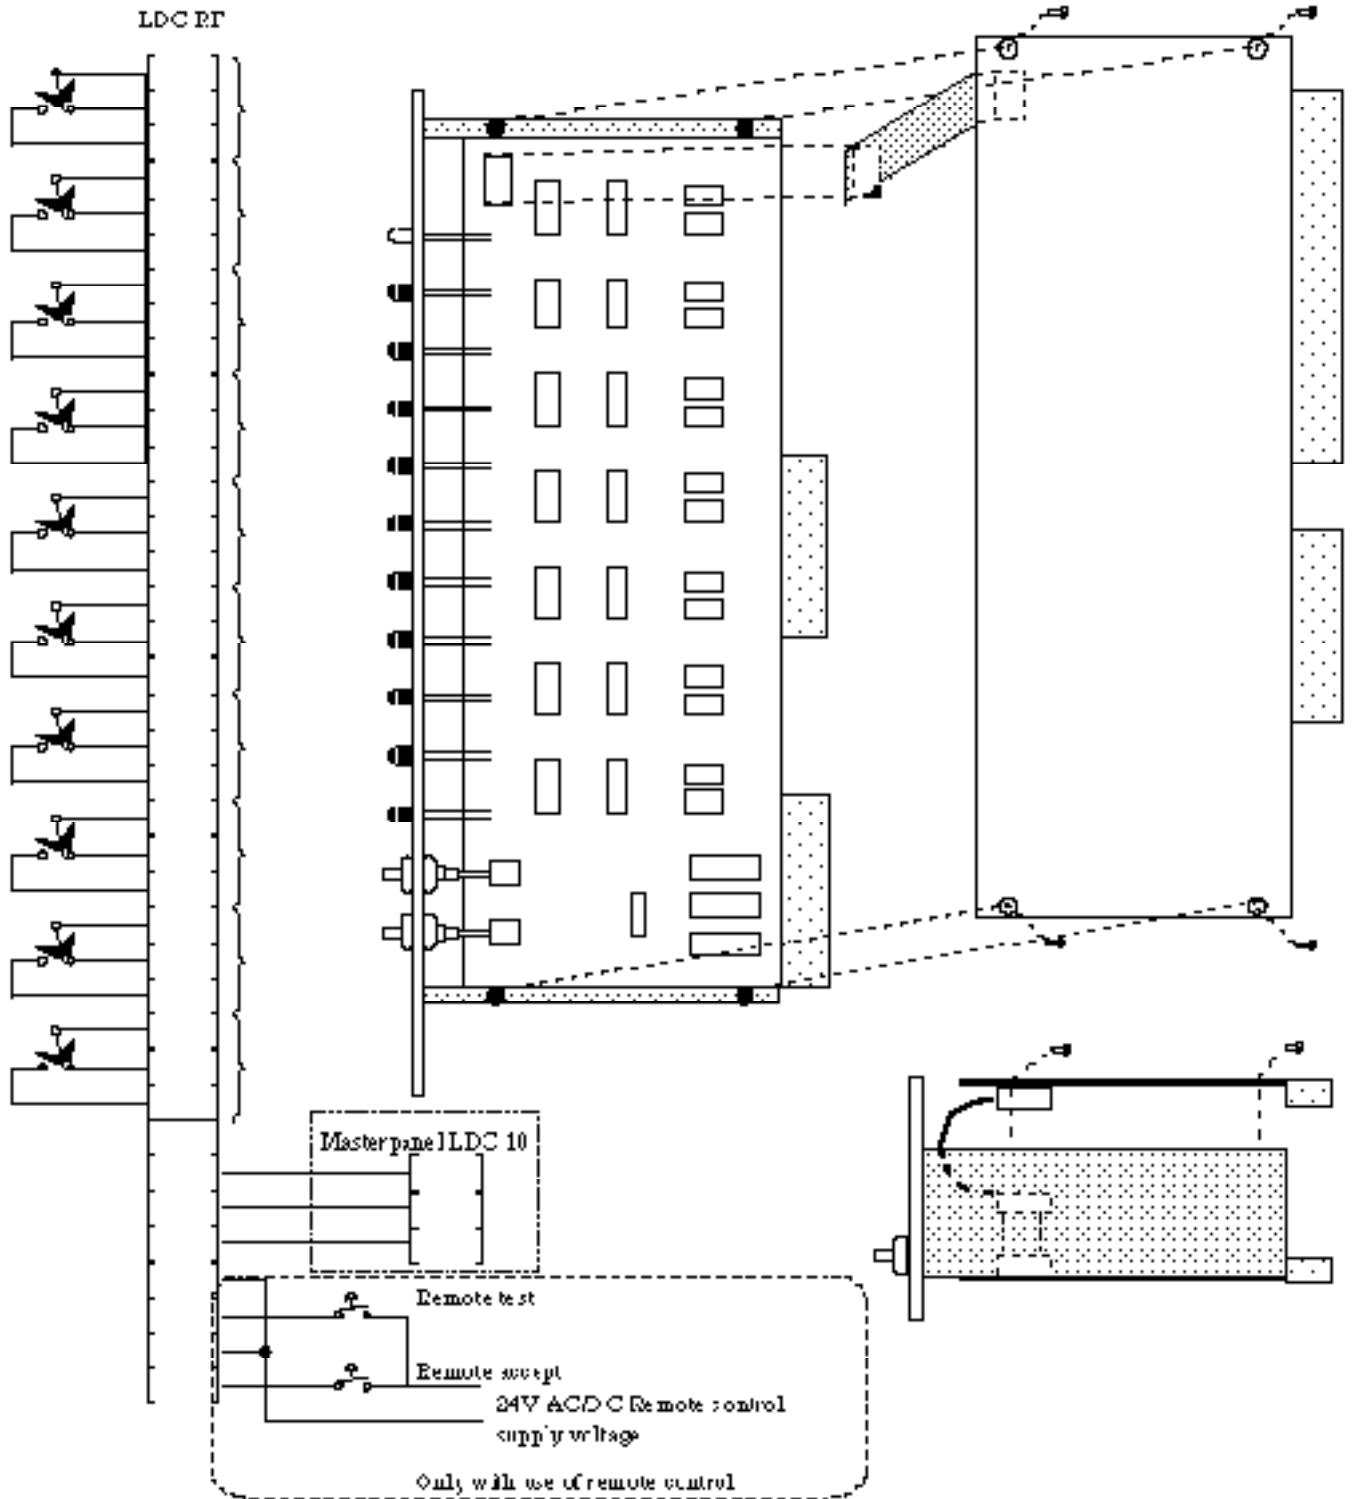 LDC RF
Masterpanel LDC 10
Remote test
Remote accept
24V AC/DC Remote control
supply voltage
Only with use of remote control